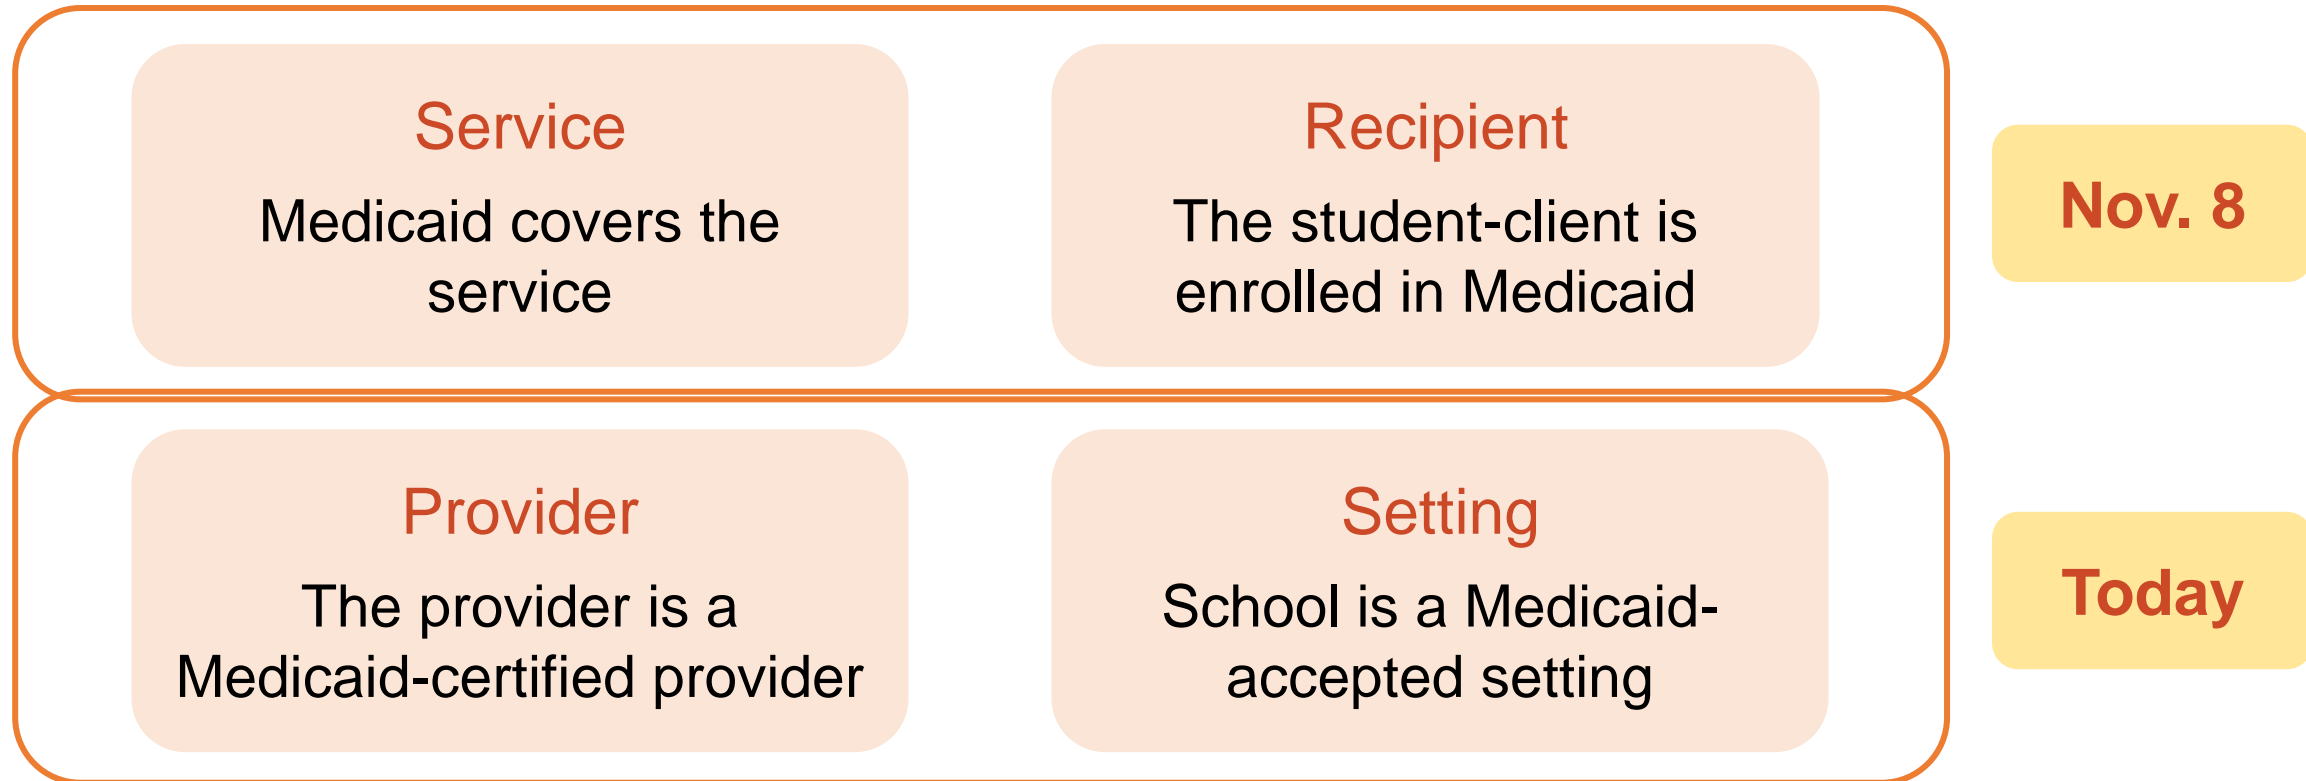 Service
Medicaid covers the
service
Recipient
The student-client is
enrolled in Medicaid
Nov. 8
Provider
The provider is a
Medicaid-certified provider
Setting
School is a Medicaid-
accepted setting
Today